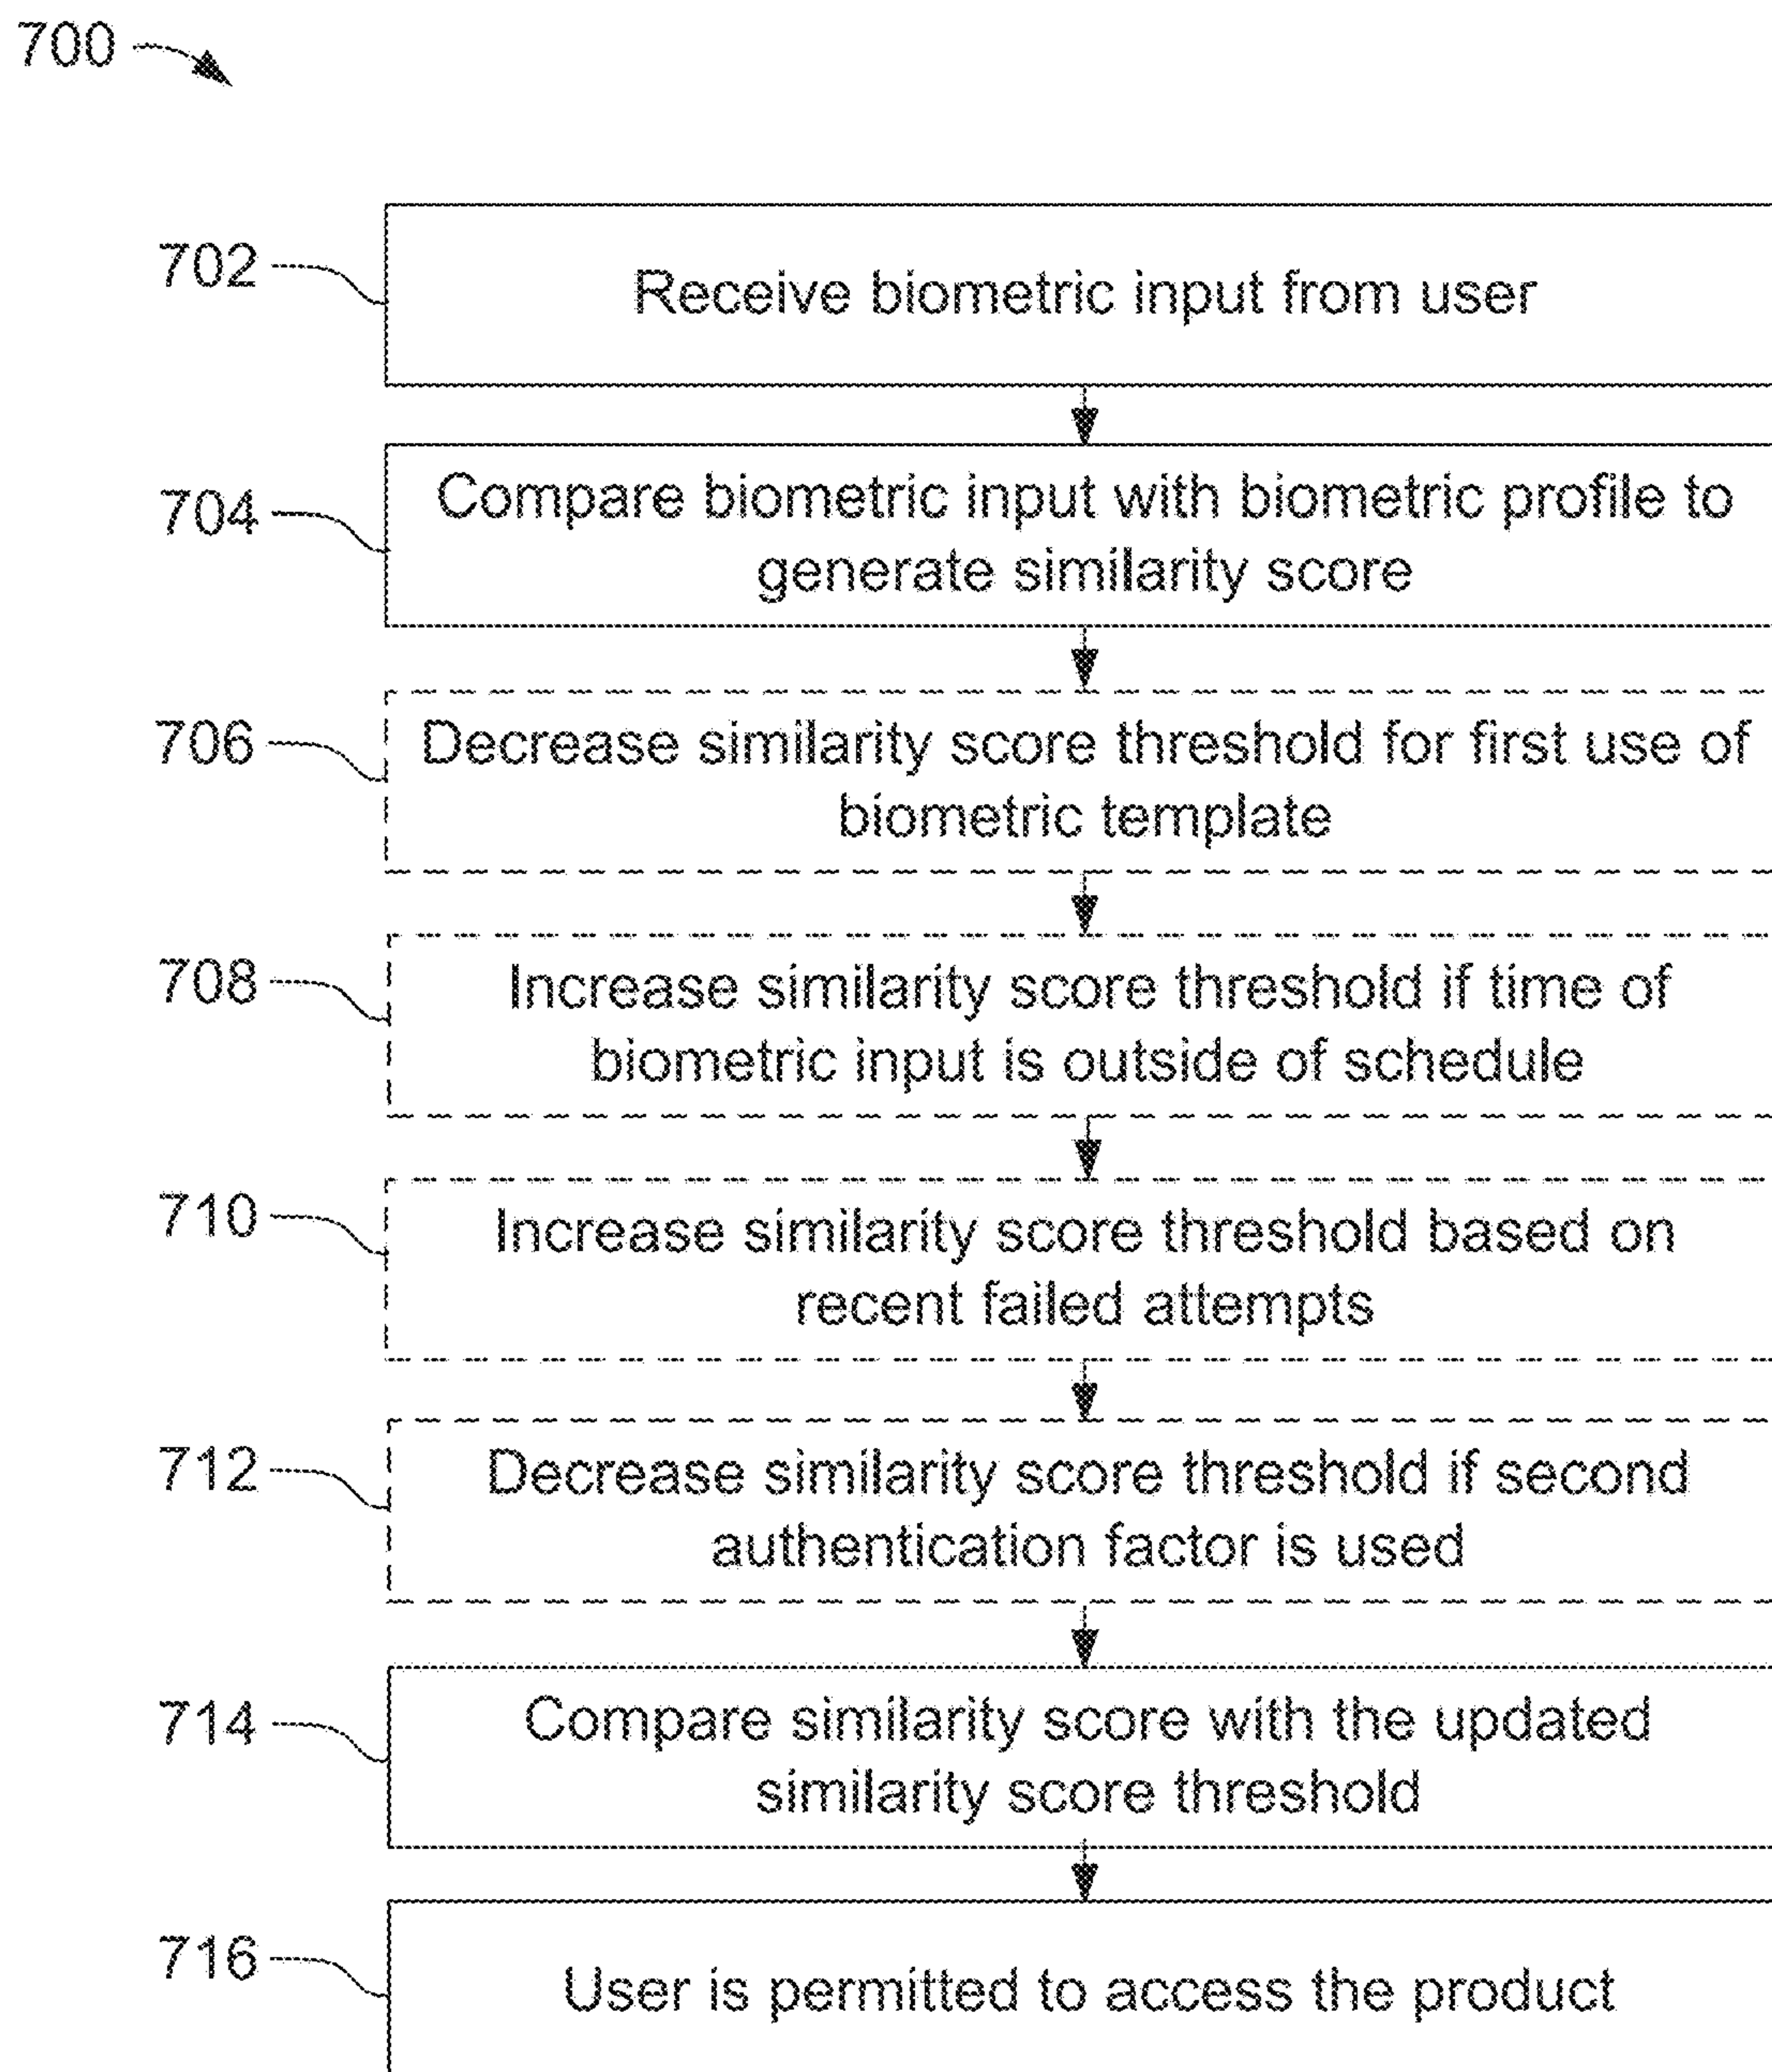 700
702
Receive biometric input from user
704
Compare biometric input with biometric profile to
generate similarity score
706
Decrease similarity score threshold for first use of
biometric template
708
Increase similarity score threshold if time of
biometric input is outside of schedule
710
Increase similarity score threshold based on
recent failed attempts
712
Decrease similarity score threshold if second
authentication factor is used
714
Compare similarity score with the updated
similarity score threshold
716
User is permitted to access the product